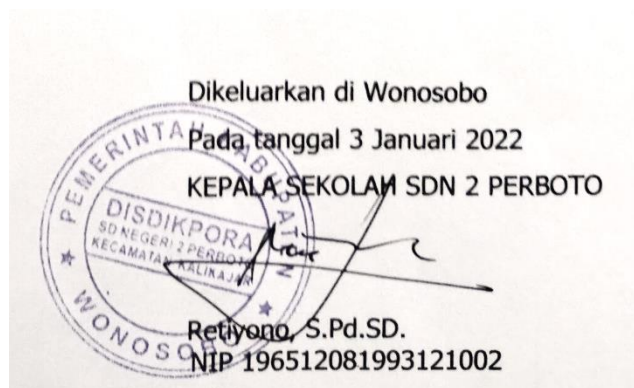 Dikeluarkan di Wonosobo
Pada tanggal 3 Januari 2022
KEPALA SEKOLAH SDN 2 PERBOTO
PEMERINTAH KABUPATEN
WONOSOBO
DISDIKPORA
SD NEGERI 2 PERBOTO
KECAMATAN KALIKAJAR
Retiyono, S.Pd.SD.
NIP 196512081993121002